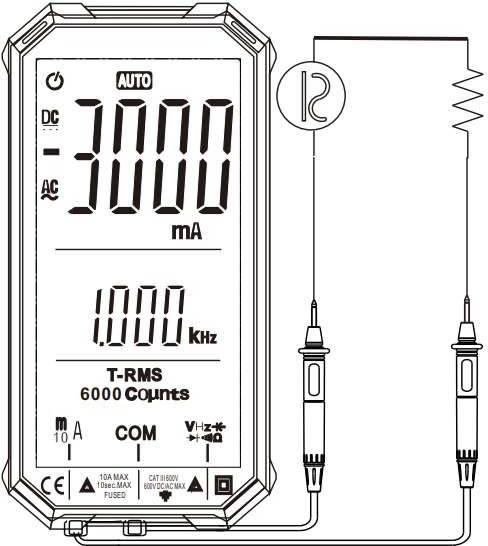 AUTO
DC
3000
AC
mA
1.000 kHz
T-RMS
6000 Counts
m
10 A
COM
V Hz
Ω
CE
10A MAX
10sec.MAX
FUSED
CAT III 600V
600V DC/AC MAX